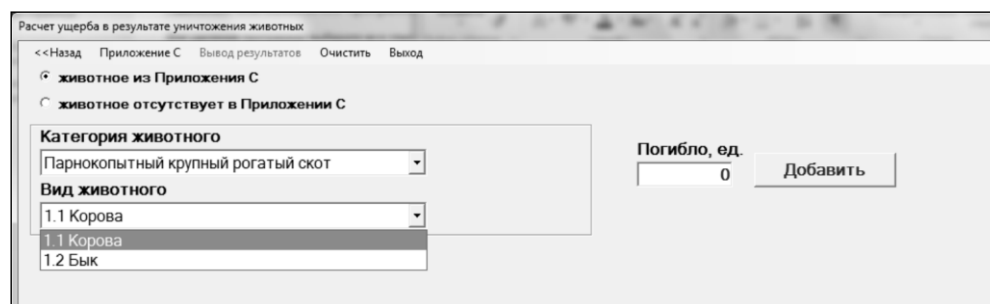 Расчет ущерба в результате уничтожения животных
<<Назад Приложение С Вывод результатов Очистить Выход
животное из Приложения С
животное отсутствует в Приложении С
Категория животного
Парнокопытный крупный рогатый скот
Вид животного
1.1 Корова
1.1 Корова
1.2 Бык
Погибло, ед.
0
Добавить